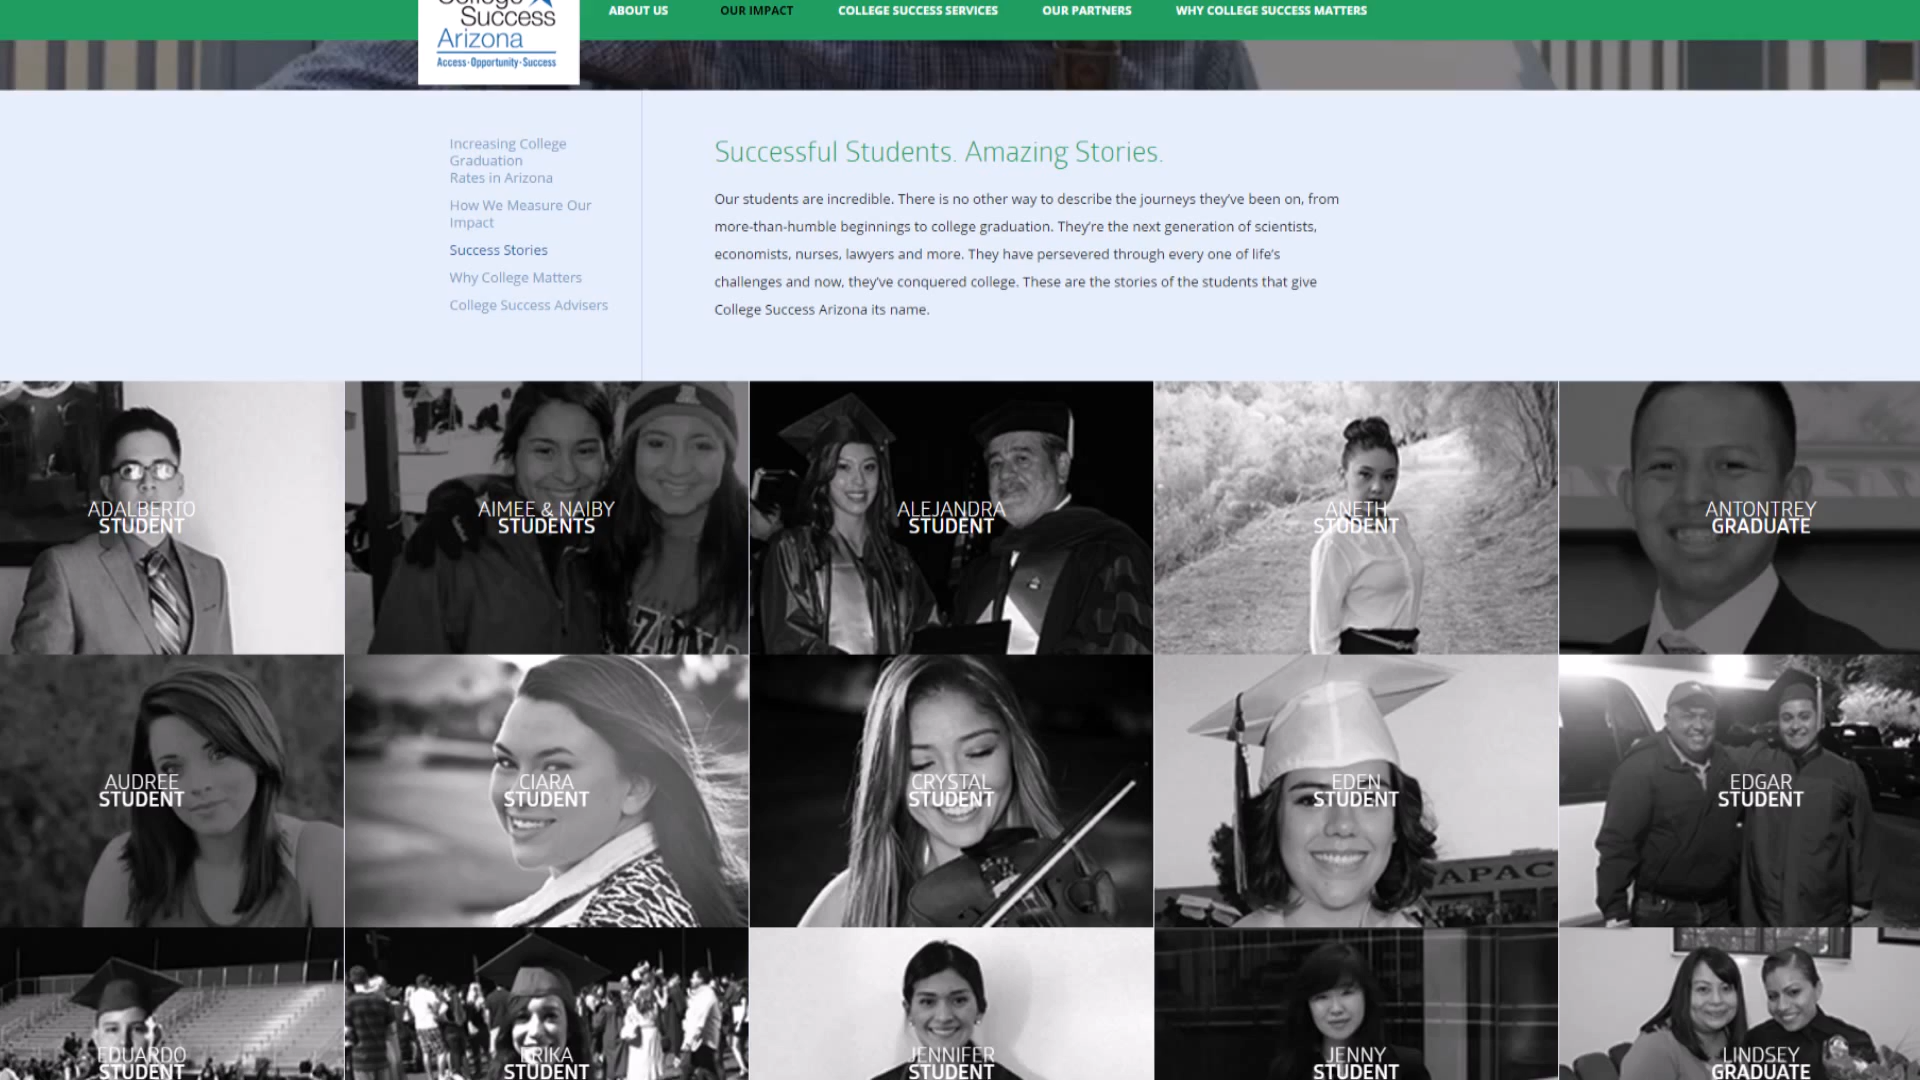 College
Success
Arizona
Access·Opportunity·Success
ABOUT US
OUR IMPACT
COLLEGE SUCCESS SERVICES
OUR PARTNERS
WHY COLLEGE SUCCESS MATTERS
Increasing College
Graduation
Rates in Arizona
How We Measure Our
Impact
Success Stories
Why College Matters
College Success Advisers
Successful Students. Amazing Stories.
Our students are incredible. There is no other way to describe the journeys they’ve been on, from
more-than-humble beginnings to college graduation. They’re the next generation of scientists,
economists, nurses, lawyers and more. They have persevered through every one of life’s
challenges and now, they’ve conquered college. These are the stories of the students that give
College Success Arizona its name.
ADALBERTO
STUDENT
AIMEE & NAIBY
STUDENTS
ALEJANDRA
STUDENT
ANETH
STUDENT
ANTONTREY
GRADUATE
AUDREE
STUDENT
CIARA
STUDENT
CRYSTAL
STUDENT
EDEN
STUDENT
APAC
EDGAR
STUDENT
EDUARDO
STUDENT
ERIKA
STUDENT
JENNIFER
STUDENT
JENNY
STUDENT
LINDSEY
GRADUATE